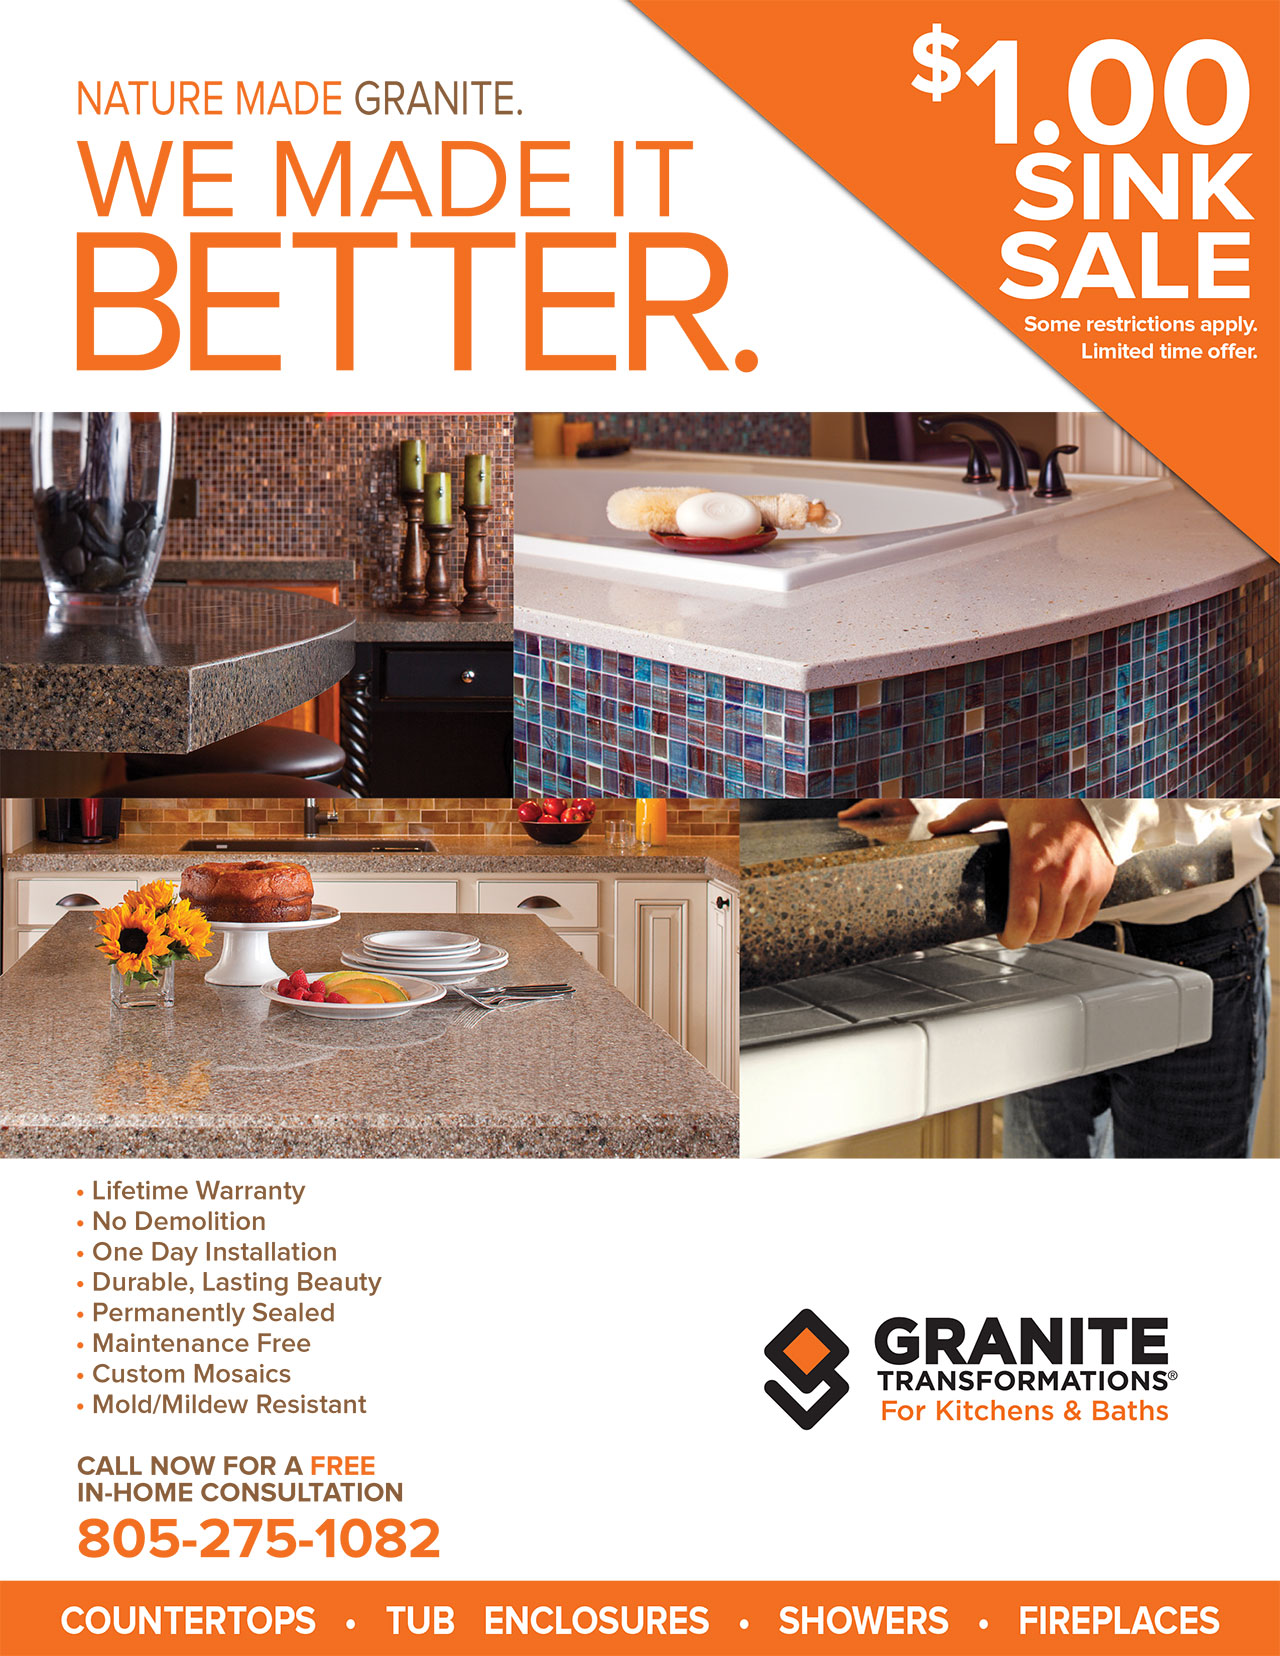 NATURE MADE GRANITE.
WE MADE IT
BETTER.
$1.00
SINK
SALE
Some restrictions apply.
Limited time offer.
• Lifetime Warranty
• No Demolition
• One Day Installation
• Durable, Lasting Beauty
• Permanently Sealed
• Maintenance Free
• Custom Mosaics
• Mold/Mildew Resistant
GRANITE
TRANSFORMATIONS®
For Kitchens & Baths
CALL NOW FOR A FREE
IN-HOME CONSULTATION
805-275-1082
COUNTERTOPS • TUB ENCLOSURES • SHOWERS • FIREPLACES